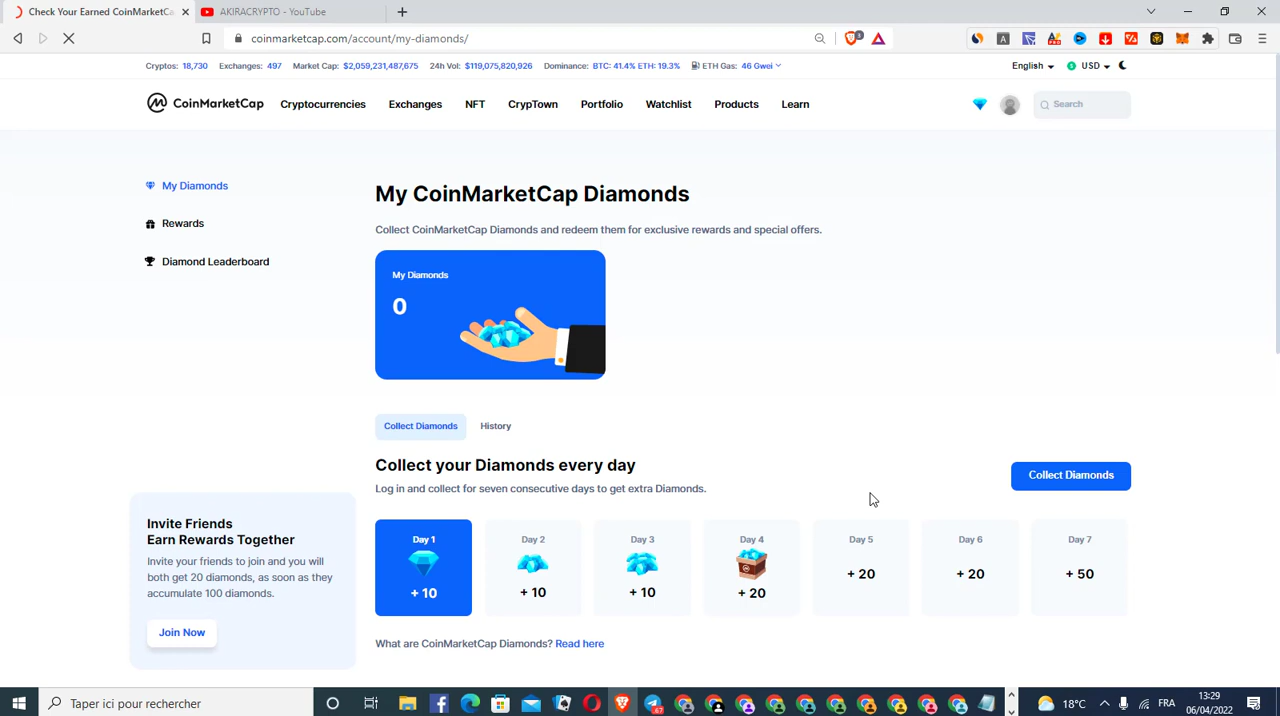 Check Your Earned CoinMarketCa
AKIRACRYPTO - YouTube
coinmarketcap.com/account/my-diamonds/
Cryptos: 18,730 Exchanges: 497 Market Cap: $2,059,231,487,675 24h Vol: $119,075,820,926 Dominance: BTC: 41.4% ETH: 19.3% ETH Gas: 46 Gwei
English USD
CoinMarketCap Cryptocurrencies Exchanges NFT CrypTown Portfolio Watchlist Products Learn Search
My Diamonds
Rewards
Diamond Leaderboard
My CoinMarketCap Diamonds
Collect CoinMarketCap Diamonds and redeem them for exclusive rewards and special offers.
My Diamonds
0
Collect Diamonds History
Collect your Diamonds every day
Log in and collect for seven consecutive days to get extra Diamonds.
Collect Diamonds
Day 1 Day 2 Day 3 Day 4 Day 5 Day 6 Day 7
+ 10 + 10 + 10 + 20 + 20 + 20 + 50
What are CoinMarketCap Diamonds? Read here
Invite Friends
Earn Rewards Together
Invite your friends to join and you will
both get 20 diamonds, as soon as they
accumulate 100 diamonds.
Join Now
Taper ici pour rechercher
18°C
FRA
13:29
06/04/2022